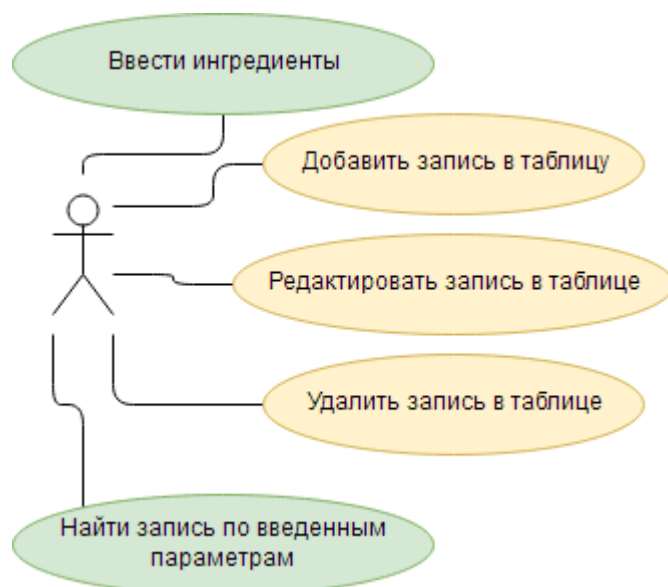 Ввести ингредиенты
Добавить запись в таблицу
Редактировать запись в таблице
Удалить запись в таблице
Найти запись по введенным
параметрам